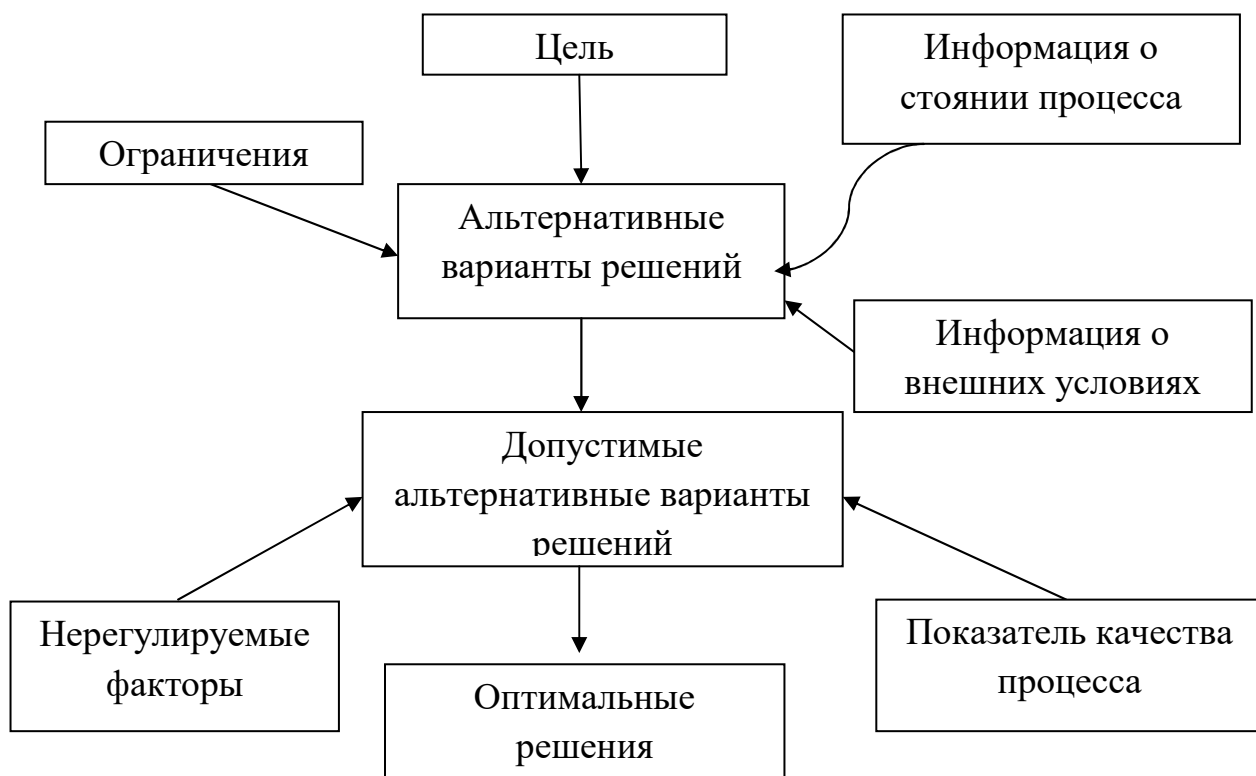 Цель
Информация о
стоянии процесса
Ограничения
Альтернативные
варианты решений
Информация о
внешних условиях
Допустимые
альтернативные варианты
решений
Нерегулируемые
факторы
Показатель качества
процесса
Оптимальные
решения